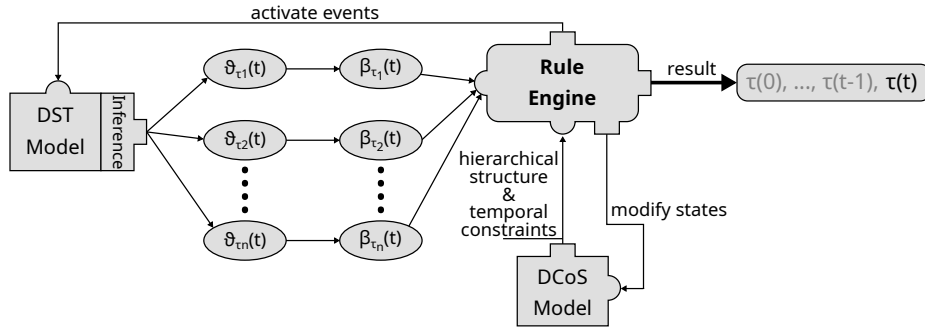 activate events
DST
Model
Inference
ϑτ1(t)
βτ1(t)
ϑτ2(t)
βτ2(t)
ϑτn(t)
βτn(t)
Rule
Engine
result
τ(0), ..., τ(t-1), τ(t)
hierarchical
structure
&
temporal
constraints
modify states
DCoS
Model